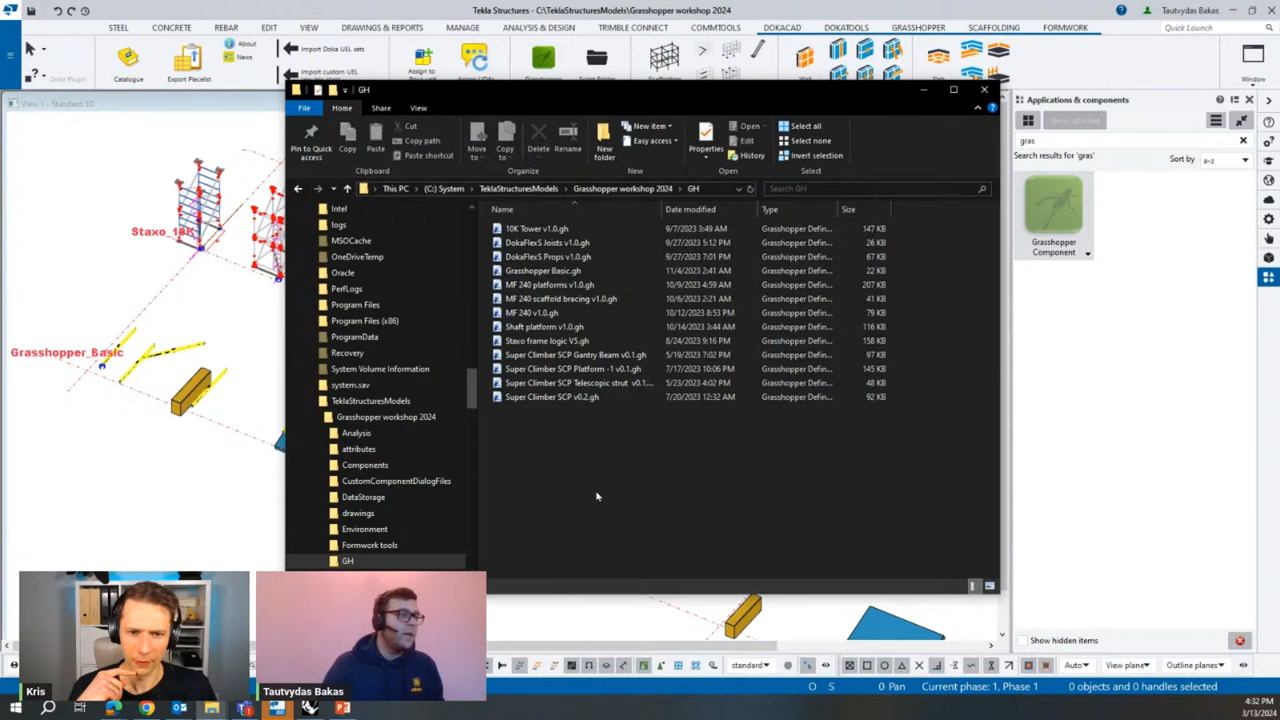 Tekla Structures - C:\TeklaStructuresModels\Grasshopper workshop 2024
Tautvydas Bakas
STEEL CONCRETE REBAR EDIT VIEW DRAWINGS & REPORTS MANAGE ANALYSIS & DESIGN TRIMBLE CONNECT COMMTOOLS DOKACAD DOKATOOLS GRASSHOPPER SCAFFOLDING FORMWORK Quick Launch
Doka Plugin
Catalogue
Export Piecelist
About
News
Import Doka UEL sets
Import custom UEL
Assign to
Window
View 1 - Standard 3D
Staxo_10K
Grasshopper_Basic
GH
File Home Share View
Pin to Quick access
Copy
Paste
Cut
Copy path
Paste shortcut
Move to
Copy to
Delete
Rename
New folder
New item
Easy access
Properties
Open
Edit
History
Select all
Select none
Invert selection
Clipboard Organize New Open Select
This PC > (C:) System > TeklaStructuresModels > Grasshopper workshop 2024 > GH
Search GH
Intel
logs
MSOCache
OneDriveTemp
Oracle
PerfLogs
Program Files
Program Files (x86)
ProgramData
Recovery
System Volume Information
system.sav
TeklaStructuresModels
Grasshopper workshop 2024
Analysis
attributes
Components
CustomComponentDialogFiles
DataStorage
drawings
Environment
Formwork tools
GH
Name Date modified Type Size
10K Tower v1.0.gh 9/7/2023 3:49 AM Grasshopper Defin... 147 KB
DokaFlexS Joists v1.0.gh 9/27/2023 5:12 PM Grasshopper Defin... 26 KB
DokaFlexS Props v1.0.gh 9/27/2023 7:01 PM Grasshopper Defin... 67 KB
Grasshopper Basic.gh 11/4/2023 2:41 AM Grasshopper Defin... 22 KB
MF 240 platforms v1.0.gh 10/9/2023 4:59 AM Grasshopper Defin... 207 KB
MF 240 scaffold bracing v1.0.gh 10/6/2023 2:21 AM Grasshopper Defin... 41 KB
MF 240 v1.0.gh 10/12/2023 8:53 PM Grasshopper Defin... 79 KB
Shaft platform v1.0.gh 10/14/2023 3:44 AM Grasshopper Defin... 116 KB
Staxo frame logic V5.gh 8/24/2023 9:16 PM Grasshopper Defin... 158 KB
Super Climber SCP Gantry Beam v0.1.gh 5/19/2023 7:02 PM Grasshopper Defin... 97 KB
Super Climber SCP Platform -1 v0.1.gh 7/17/2023 10:06 PM Grasshopper Defin... 145 KB
Super Climber SCP Telescopic strut v0.1.... 5/23/2023 4:02 PM Grasshopper Defin... 48 KB
Super Climber SCP v0.2.gh 7/20/2023 12:32 AM Grasshopper Defin... 92 KB
Applications & components
Show selected
gras
Search results for 'gras'
Sort by a-z
Grasshopper Component
Show hidden items
Kris
Tautvydas Bakas
standard
Auto
View plane
Outline planes
O S 0 Pan Current phase: 1, Phase 1 0 objects and 0 handles selected
4:32 PM
3/13/2024